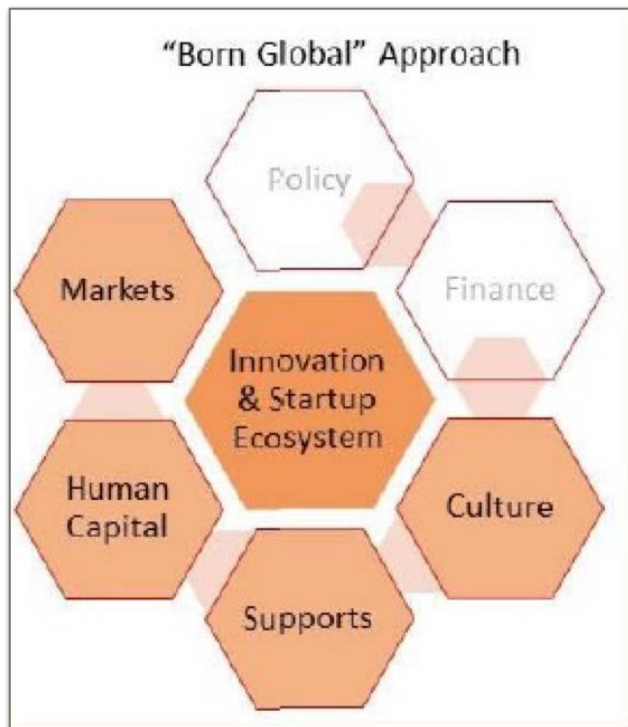 “Born Global” Approach
Policy
Finance
Markets
Innovation
& Startup
Ecosystem
Human
Capital
Culture
Supports